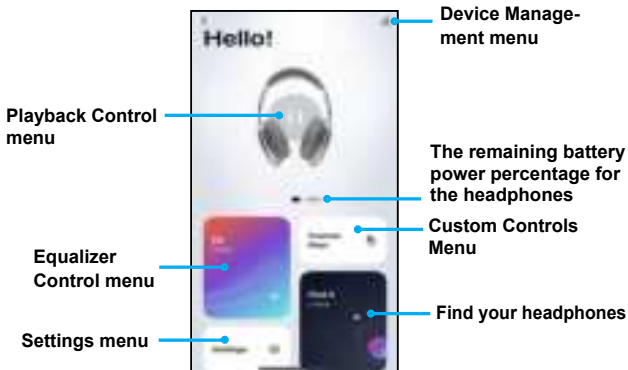 Device Manage-
ment menu
Hello!
Playback Control
menu
The remaining battery
power percentage for
the headphones
Custom Controls
Menu
Equalizer
Control menu
Find your headphones
Settings menu
Settings